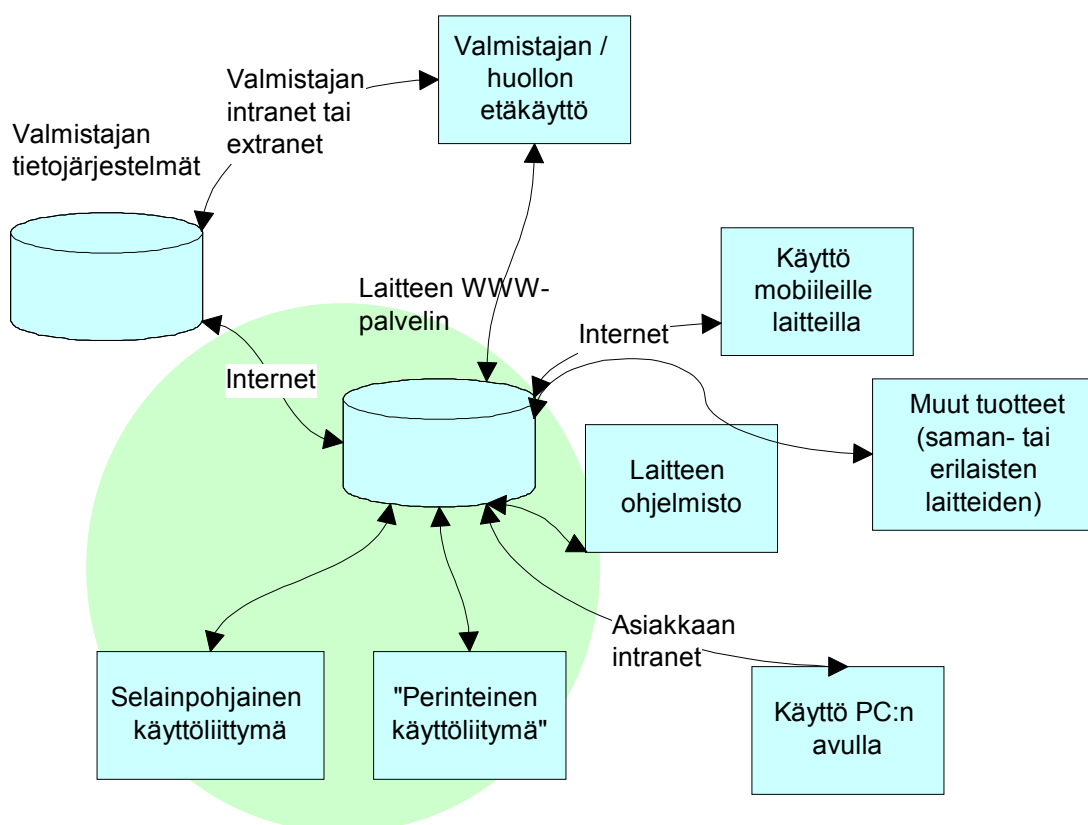 Valmistajan /
huollon
etäkäyttö
Valmistajan
intranet tai
extranet
Valmistajan
tietojärjestelmät
Käyttö
mobiileille
laitteilla
Laitteen WWW-
palvelin
Internet
Internet
Muut tuotteet
(saman- tai
erilaisten
laitteiden)
Laitteen
ohjelmisto
Asiakkaan
intranet
Selainpohjainen
käyttöliittymä
"Perinteinen
käyttöliitymä"
Käyttö PC:n
avulla